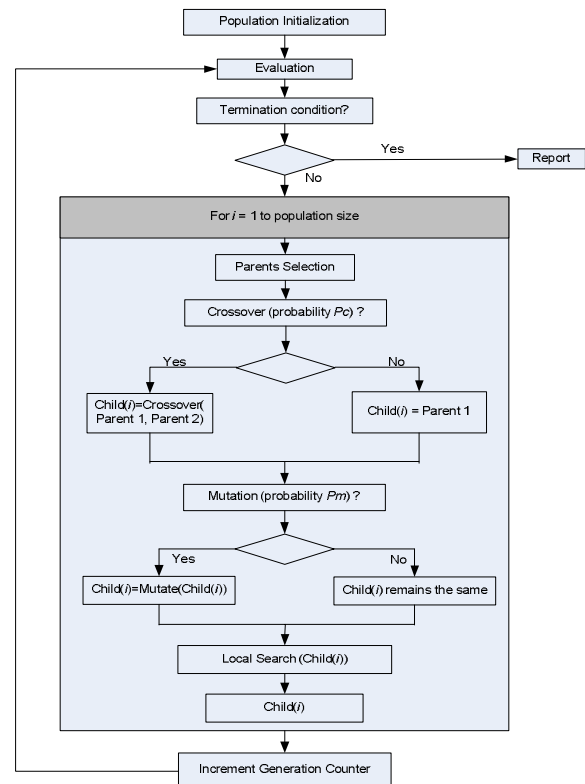 Population Initialization
Evaluation
Termination condition?
Yes
Report
No
For i = 1 to population size
Parents Selection
Crossover (probability Pc) ?
Yes
No
Child(i)=Crossover(
Parent 1, Parent 2)
Child(i) = Parent 1
Mutation (probability Pm) ?
Yes
No
Child(i)=Mutate(Child(i))
Child(i) remains the same
Local Search (Child(i))
Child(i)
Increment Generation Counter